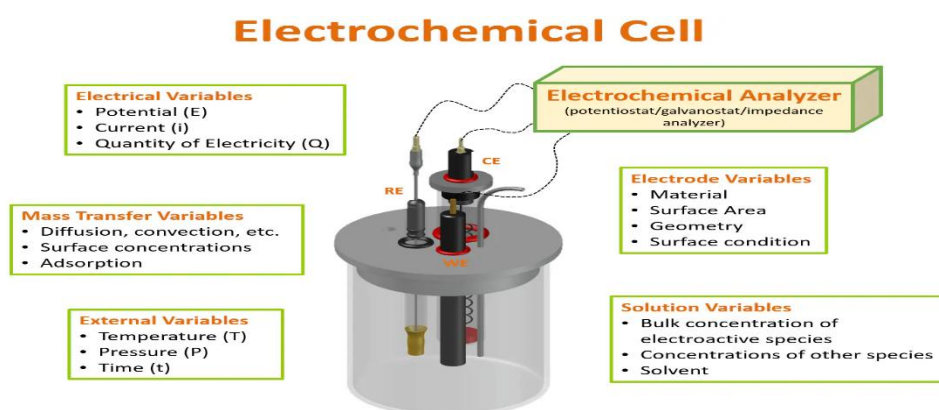 Electrochemical Cell
Electrical Variables
• Potential (E)
• Current (i)
• Quantity of Electricity (Q)
Electrochemical Analyzer
(potentiostat/galvanostat/impedance
analyzer)
CE
RE
WE
Mass Transfer Variables
• Diffusion, convection, etc.
• Surface concentrations
• Adsorption
Electrode Variables
• Material
• Surface Area
• Geometry
• Surface condition
External Variables
• Temperature (T)
• Pressure (P)
• Time (t)
Solution Variables
• Bulk concentration of
electroactive species
• Concentrations of other species
• Solvent